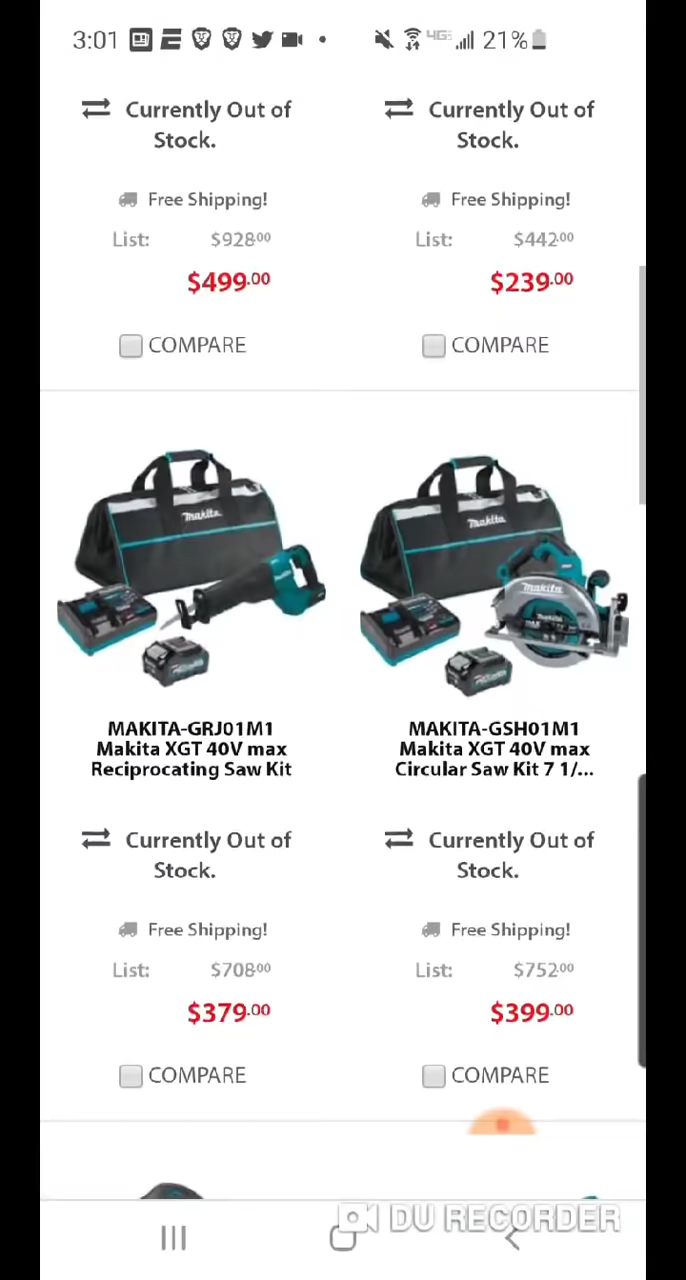 3:01 4G 21%
Currently Out of
Stock.
Free Shipping!
List: $928.00
$499.00
COMPARE
Currently Out of
Stock.
Free Shipping!
List: $442.00
$239.00
COMPARE
makita
MAKITA-GRJ01M1
Makita XGT 40V max
Reciprocating Saw Kit
Currently Out of
Stock.
Free Shipping!
List: $708.00
$379.00
COMPARE
makita
makita
MAKITA-GSH01M1
Makita XGT 40V max
Circular Saw Kit 7 1/...
Currently Out of
Stock.
Free Shipping!
List: $752.00
$399.00
COMPARE
DU RECORDER